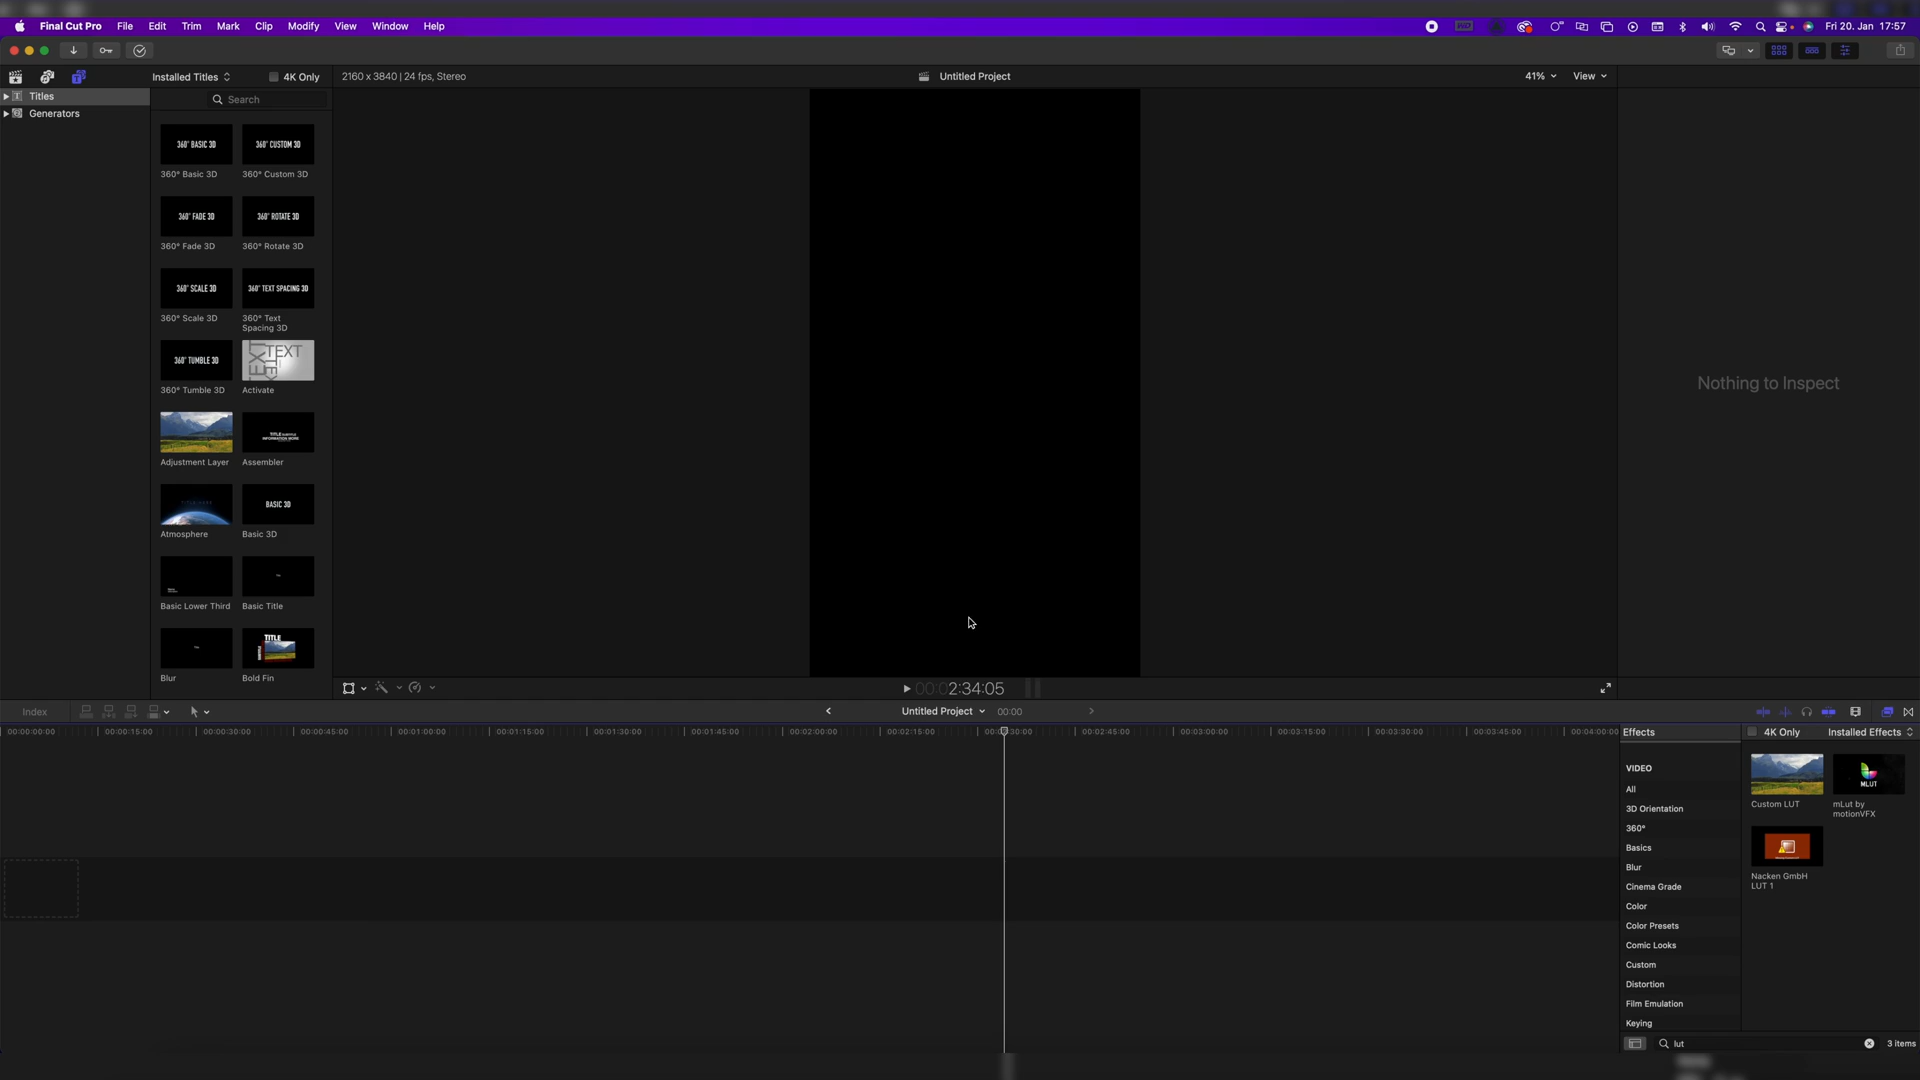 Final Cut Pro File Edit Trim Mark Clip Modify View Window Help Fri 20. Jan 17:57
Installed Titles 4K Only 2160 x 3840 | 24 fps, Stereo Untitled Project 41% View
Titles
Search
Generators
360° BASIC 3D 360° CUSTOM 3D
360° Basic 3D 360° Custom 3D
360° FADE 3D 360° ROTATE 3D
360° Fade 3D 360° Rotate 3D
360° SCALE 3D 360° TEXT SPACING 3D
360° Scale 3D 360° Text
Spacing 3D
360° TUMBLE 3D TEXT
360° Tumble 3D Activate
Nothing to Inspect
Adjustment Layer Assembler
BASIC 3D
Atmosphere Basic 3D
Basic Lower Third Basic Title
TITLE
Blur Bold Fin
00:00:2:34:05
Index Untitled Project 00:00
00:00:00:00 00:00:15:00 00:00:30:00 00:00:45:00 00:01:00:00 00:01:15:00 00:01:30:00 00:01:45:00 00:02:00:00 00:02:15:00 00:02:45:00 00:03:00:00 00:03:15:00 00:03:30:00 00:03:45:00 00:04:00:00
Effects 4K Only Installed Effects
VIDEO
All
3D Orientation
360°
Basics
Blur
Cinema Grade
Color
Color Presets
Comic Looks
Custom
Distortion
Film Emulation
Keying
MLUT
Custom LUT mLut by
motionVFX
Nacken GmbH
LUT 1
lut 3 items